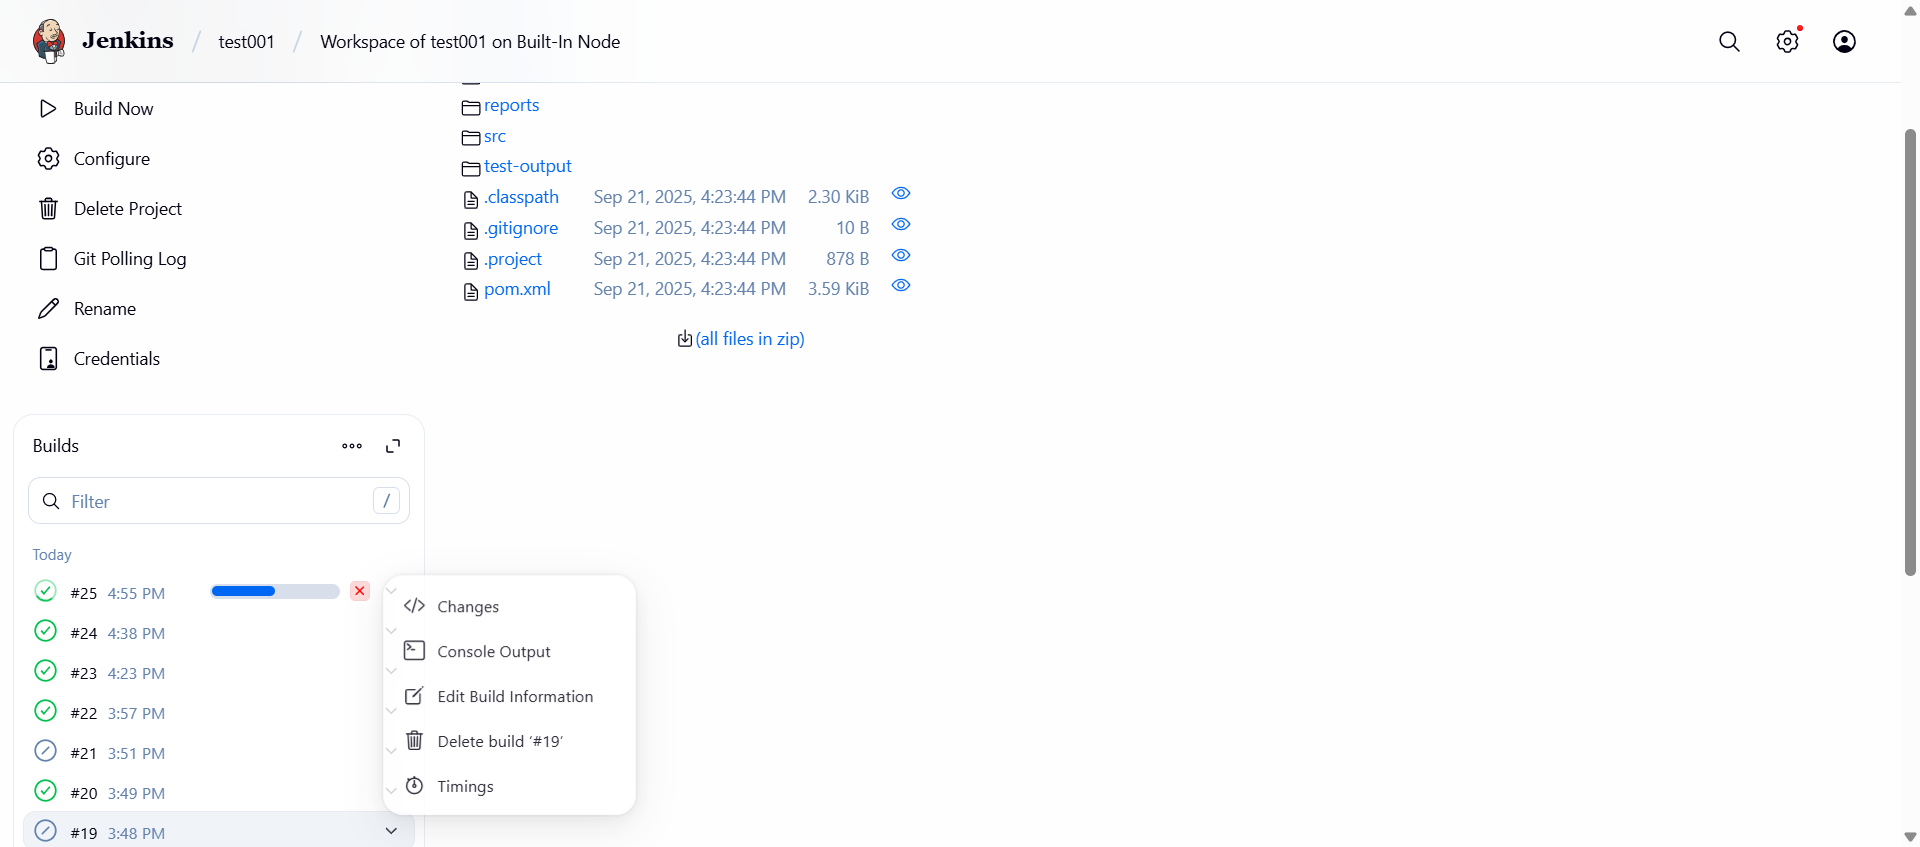 Jenkins / test001 / Workspace of test001 on Built-In Node
Build Now
Configure
Delete Project
Git Polling Log
Rename
Credentials
reports
src
test-output
.classpath Sep 21, 2025, 4:23:44 PM 2.30 KiB
.gitignore Sep 21, 2025, 4:23:44 PM 10 B
.project Sep 21, 2025, 4:23:44 PM 878 B
pom.xml Sep 21, 2025, 4:23:44 PM 3.59 KiB
(all files in zip)
Builds
Filter /
Today
#25 4:55 PM
#24 4:38 PM
#23 4:23 PM
#22 3:57 PM
#21 3:51 PM
#20 3:49 PM
#19 3:48 PM
Changes
Console Output
Edit Build Information
Delete build ‘#19’
Timings